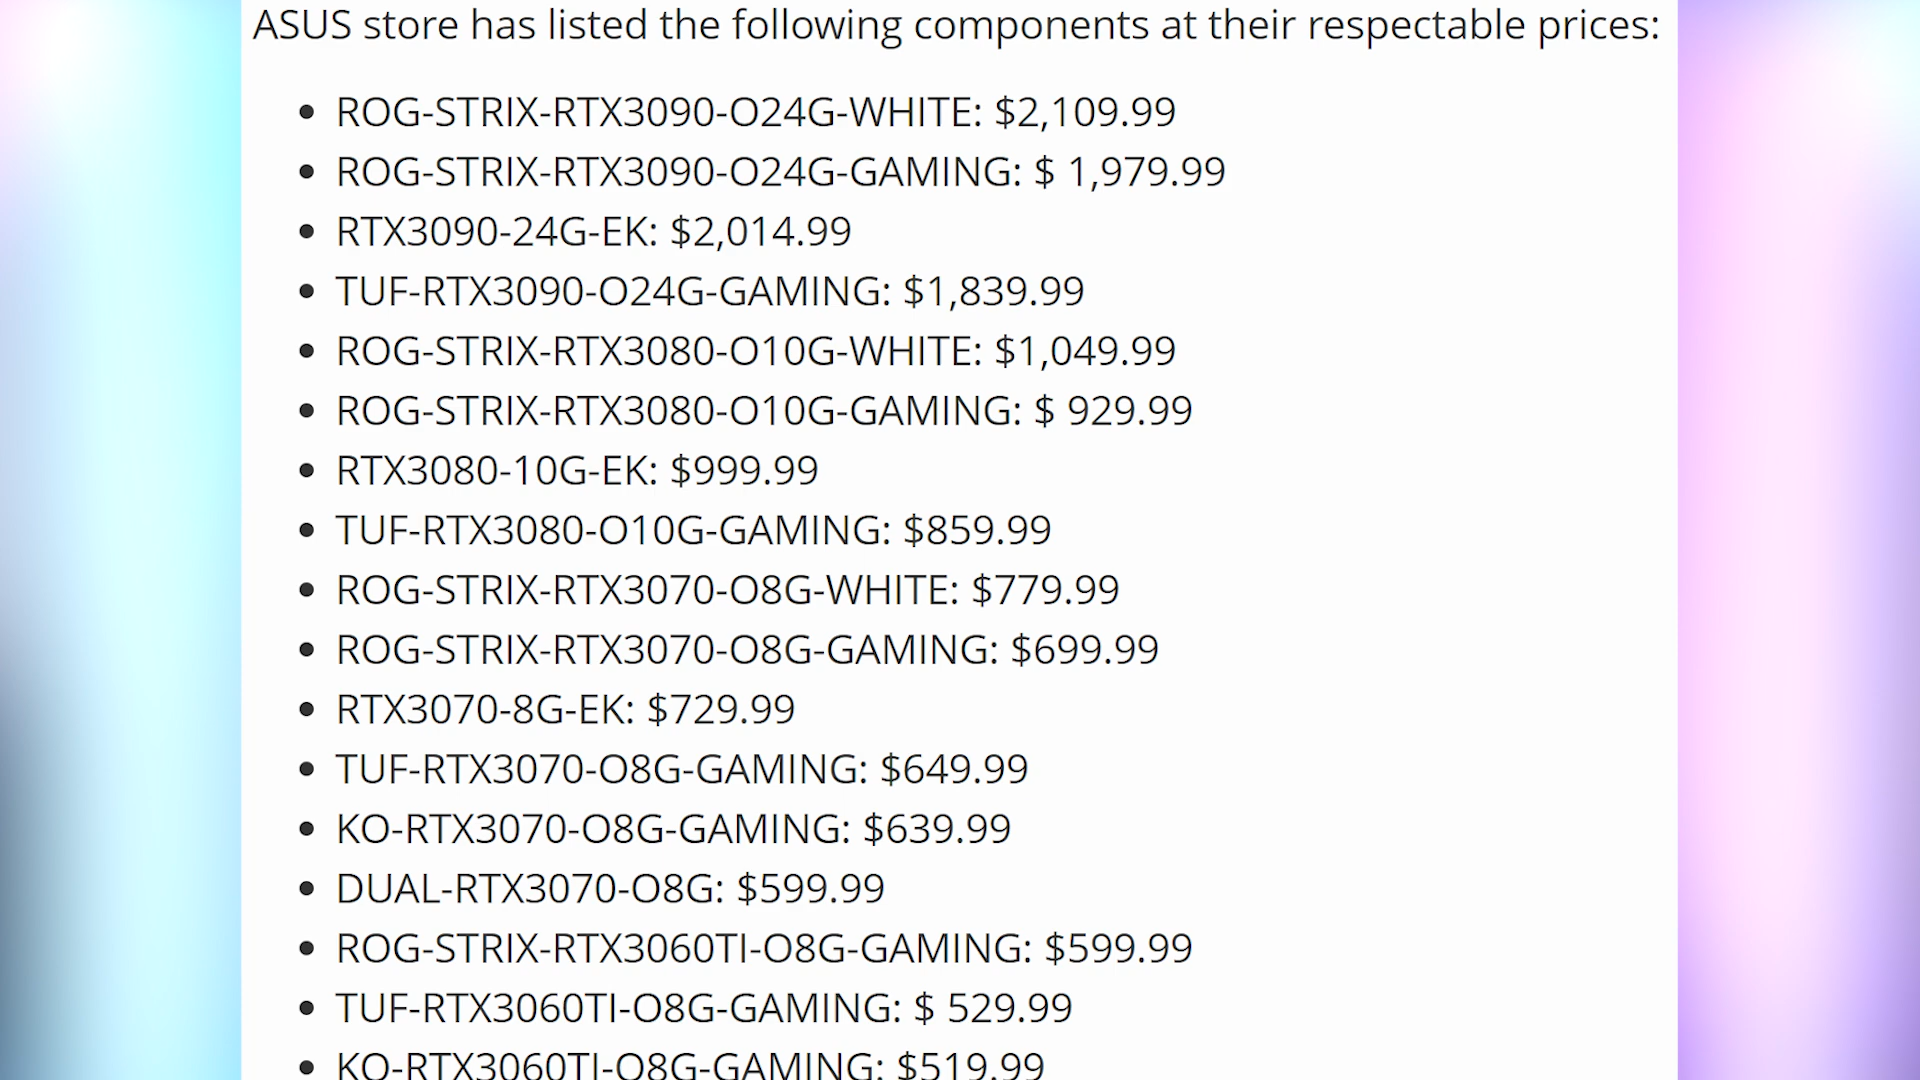 ASUS store has listed the following components at their respectable prices:
• ROG-STRIX-RTX3090-O24G-WHITE: $2,109.99
• ROG-STRIX-RTX3090-O24G-GAMING: $ 1,979.99
• RTX3090-24G-EK: $2,014.99
• TUF-RTX3090-O24G-GAMING: $1,839.99
• ROG-STRIX-RTX3080-O10G-WHITE: $1,049.99
• ROG-STRIX-RTX3080-O10G-GAMING: $ 929.99
• RTX3080-10G-EK: $999.99
• TUF-RTX3080-O10G-GAMING: $859.99
• ROG-STRIX-RTX3070-O8G-WHITE: $779.99
• ROG-STRIX-RTX3070-O8G-GAMING: $699.99
• RTX3070-8G-EK: $729.99
• TUF-RTX3070-O8G-GAMING: $649.99
• KO-RTX3070-O8G-GAMING: $639.99
• DUAL-RTX3070-O8G: $599.99
• ROG-STRIX-RTX3060TI-O8G-GAMING: $599.99
• TUF-RTX3060TI-O8G-GAMING: $ 529.99
• KO-RTX3060TI-O8G-GAMING: $519.99